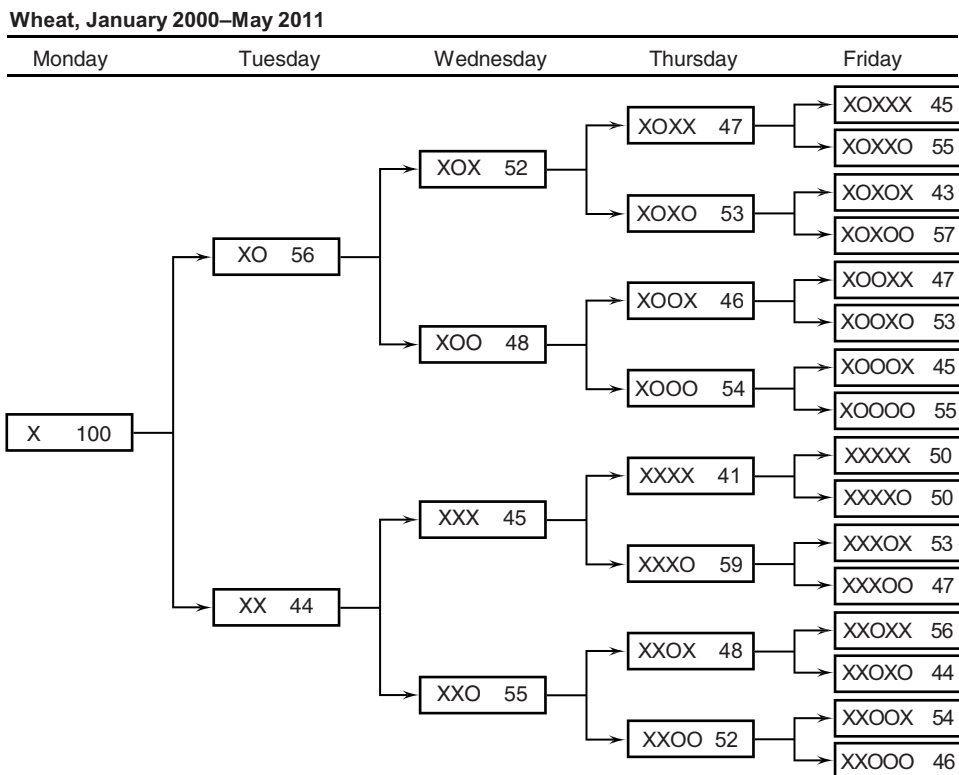 Wheat, January 2000–May 2011
Monday Tuesday Wednesday Thursday Friday
XOXXX 45
XOXX 47
XOXXO 55
XOX 52
XOXOX 43
XOXO 53
XOXOO 57
XO 56
XOOXX 47
XOOX 46
XOOXO 53
XOO 48
XOOOX 45
XOOO 54
XOOOO 55
X 100
XXXXX 50
XXXX 41
XXXXO 50
XXX 45
XXXOX 53
XXXO 59
XXXOO 47
XX 44
XXOXX 56
XXOX 48
XXOXO 44
XXO 55
XXOOX 54
XXOO 52
XXOOO 46